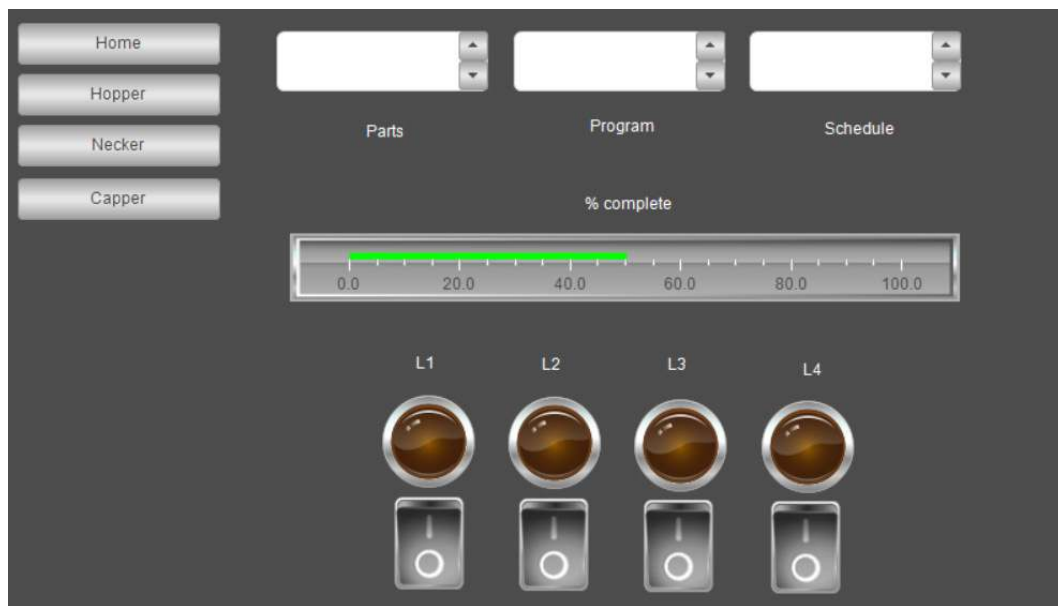 Home
Hopper
Necker
Capper
Parts
Program
Schedule
% complete
0.0 20.0 40.0 60.0 80.0 100.0
L1 L2 L3 L4